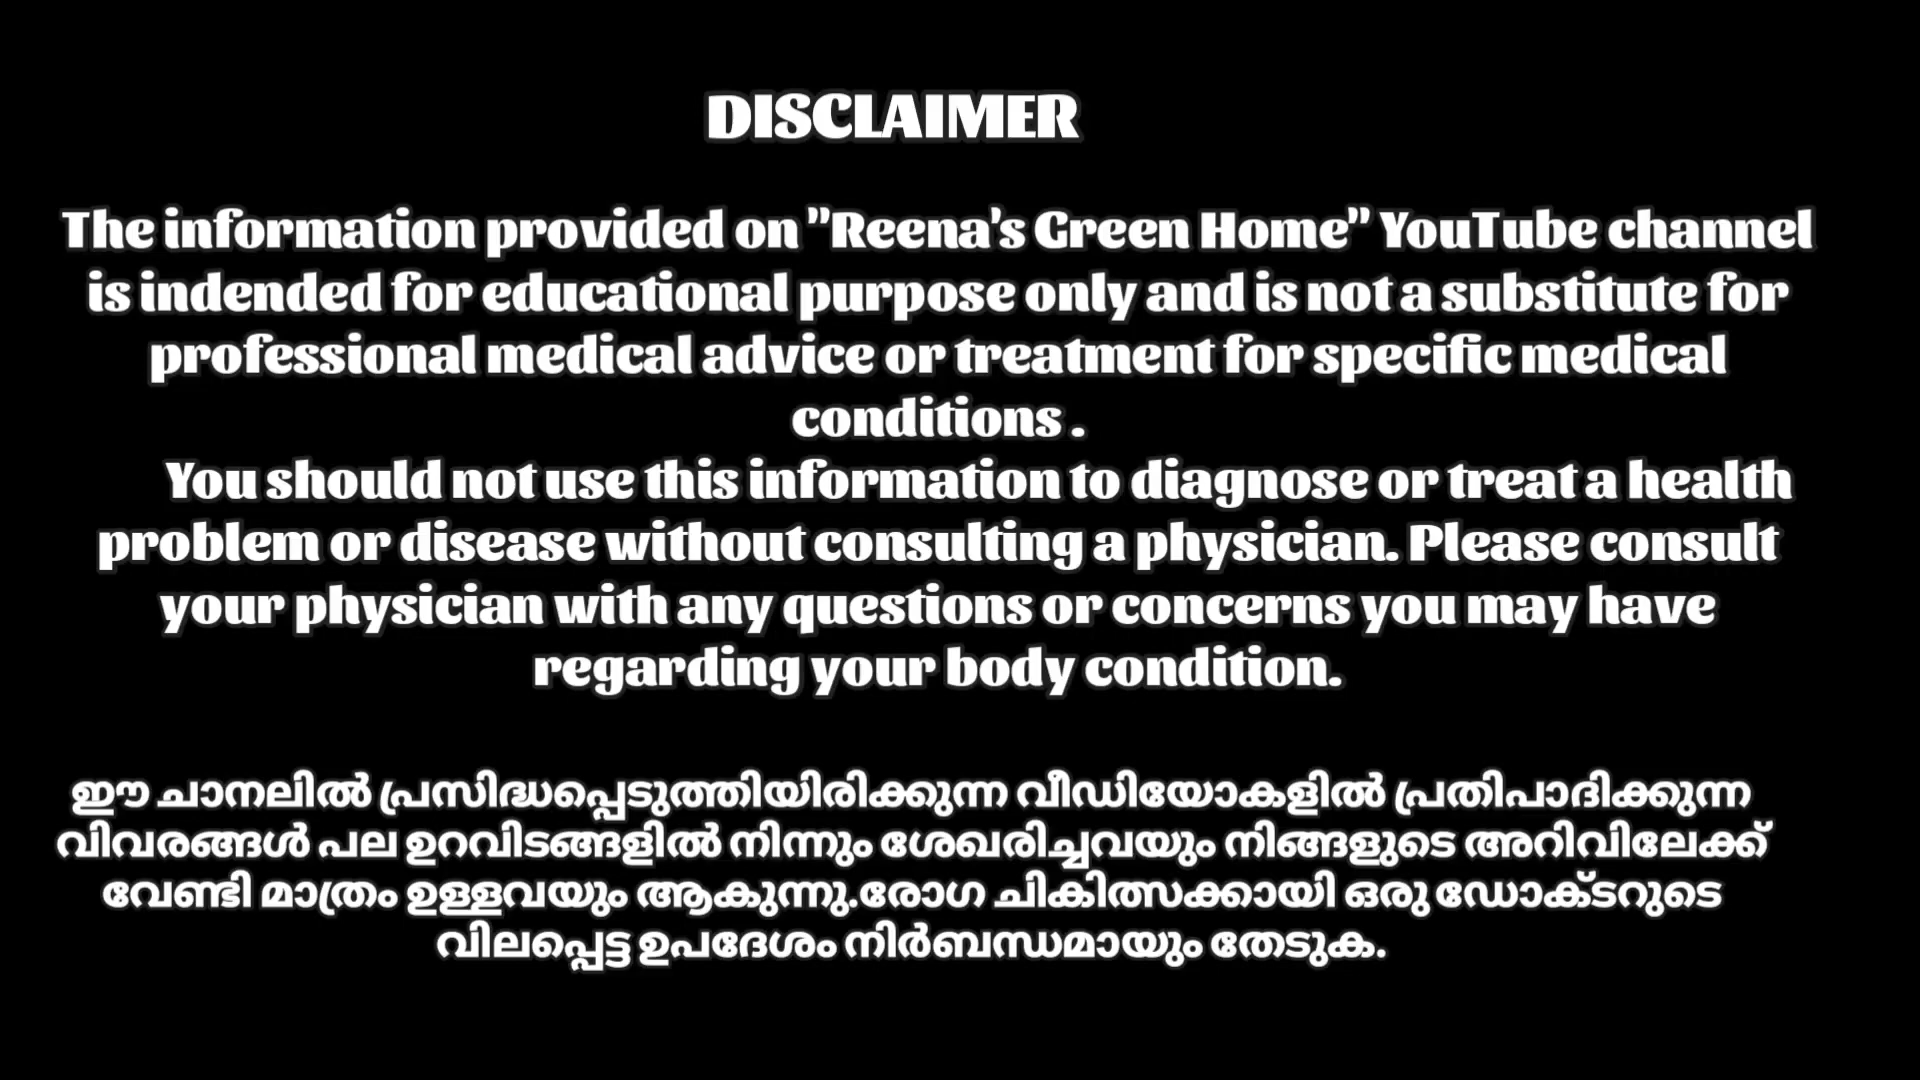 DISCLAIMER
The information provided on "Reena's Green Home" YouTube channel
is indended for educational purpose only and is not a substitute for
professional medical advice or treatment for specific medical
conditions .
You should not use this information to diagnose or treat a health
problem or disease without consulting a physician. Please consult
your physician with any questions or concerns you may have
regarding your body condition.
ഈ ചാനലിൽ പ്രസിദ്ധപ്പെടുത്തിയിരിക്കുന്ന വീഡിയോകളിൽ പ്രതിപാദിക്കുന്ന
വിവരങ്ങൾ പല ഉറവിടങ്ങളിൽ നിന്നും ശേഖരിച്ചവയും നിങ്ങളുടെ അറിവിലേക്ക്
വേണ്ടി മാത്രം ഉള്ളവയും ആകുന്നു.രോഗ ചികിത്സക്കായി ഒരു ഡോക്ടറുടെ
വിലപ്പെട്ട ഉപദേശം നിർബന്ധമായും തേടുക.